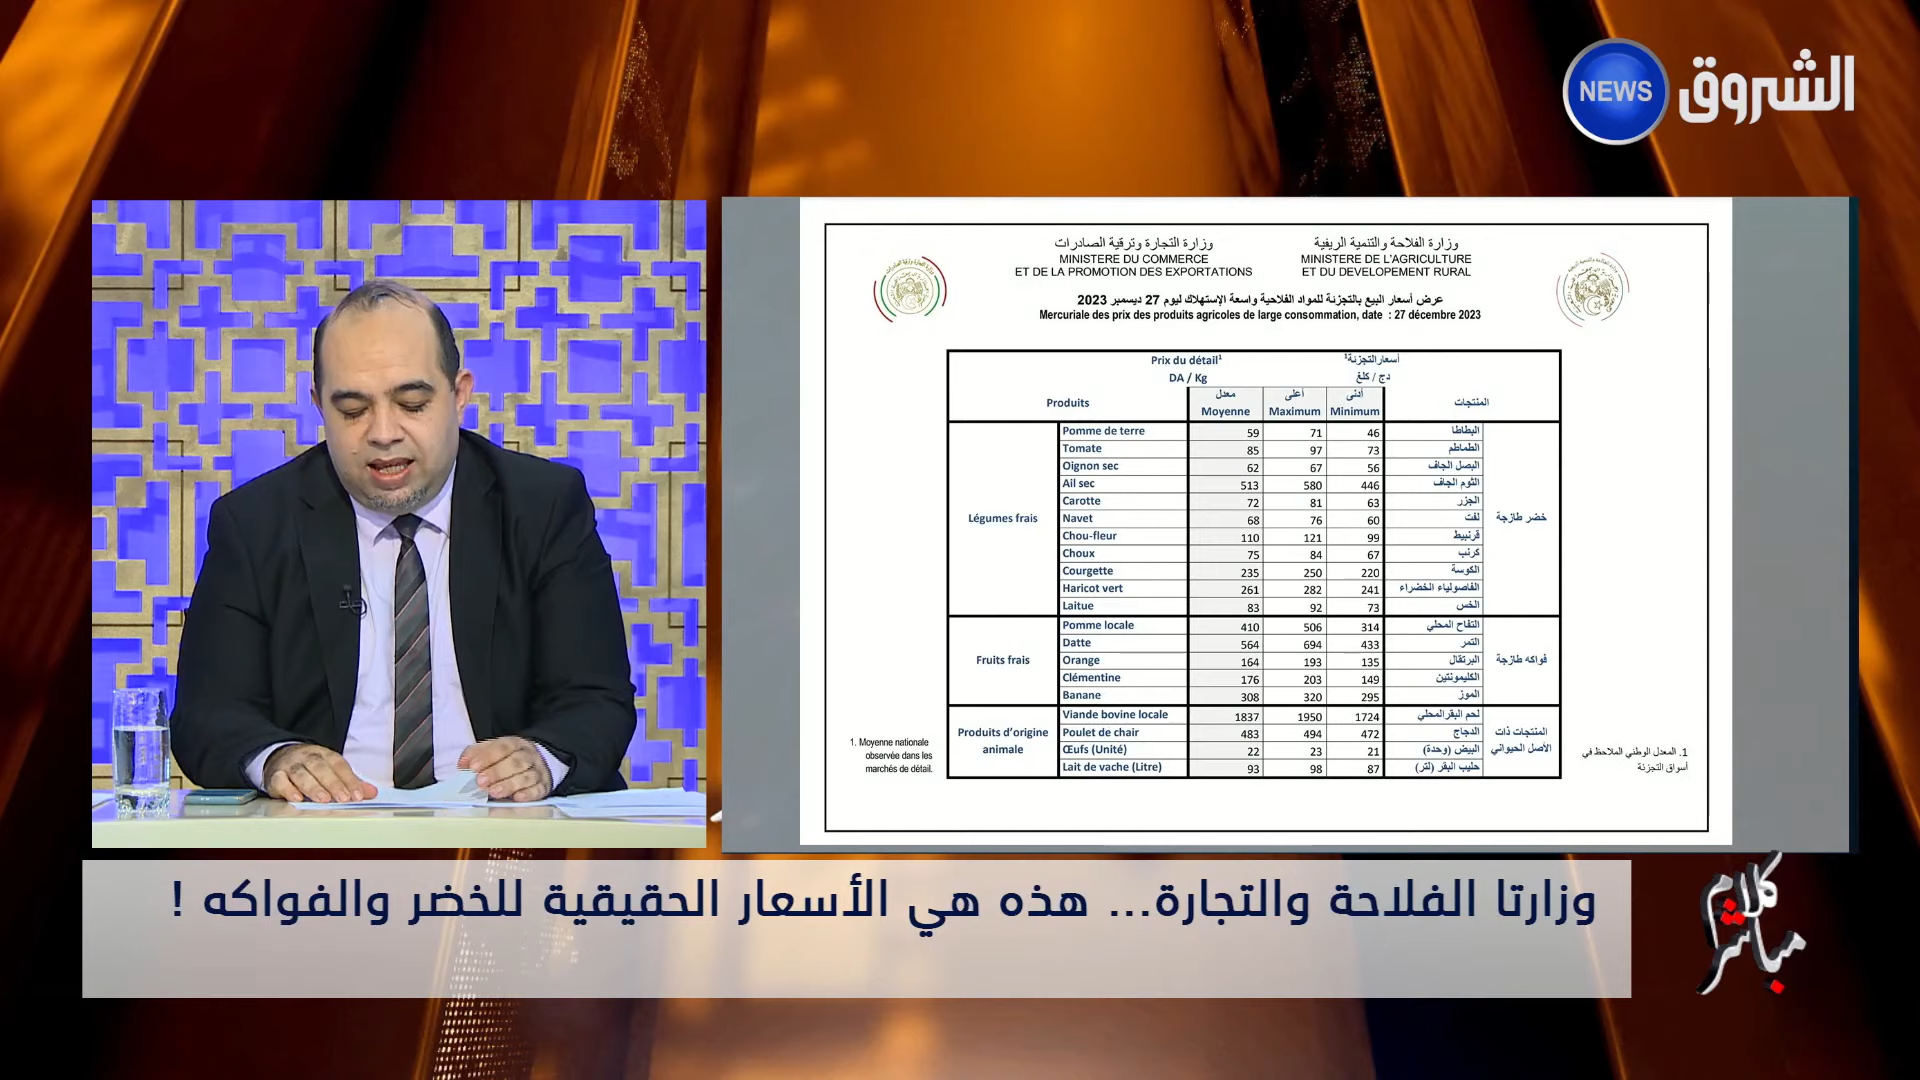 NEWS الشروق
وزارة التجارة وترقية الصادرات
MINISTERE DU COMMERCE
ET DE LA PROMOTION DES EXPORTATIONS
وزارة الفلاحة والتنمية الريفية
MINISTERE DE L'AGRICULTURE
ET DU DEVELOPEMENT RURAL
عرض أسعار البيع بالتجزئة للمواد الفلاحية واسعة الإستهلاك ليوم 27 ديسمبر 2023
Mercuriale des prix des produits agricoles de large consommation, date : 27 décembre 2023
Prix du détail¹ أسعارالتجزئة¹
DA / Kg دج / كلغ
Produits معدل أعلى أدنى المنتجات
Moyenne Maximum Minimum
Légumes frais خضر طازجة
Pomme de terre 59 71 46 البطاطا
Tomate 85 97 73 الطماطم
Oignon sec 62 67 56 البصل الجاف
Ail sec 513 580 446 الثوم الجاف
Carotte 72 81 63 الجزر
Navet 68 76 60 لفت
Chou-fleur 110 121 99 قرنبيط
Choux 75 84 67 كرنب
Courgette 235 250 220 الكوسة
Haricot vert 261 282 241 الفاصولياء الخضراء
Laitue 83 92 73 الخس
Fruits frais فواكه طازجة
Pomme locale 410 506 314 التفاح المحلي
Datte 564 694 433 التمر
Orange 164 193 135 البرتقال
Clémentine 176 203 149 الكليمونتين
Banane 308 320 295 الموز
Produits d'origine animale المنتجات ذات الأصل الحيواني
Viande bovine locale 1837 1950 1724 لحم البقرالمحلي
Poulet de chair 483 494 472 الدجاج
Œufs (Unité) 22 23 21 البيض (وحدة)
Lait de vache (Litre) 93 98 87 حليب البقر (لتر)
1. Moyenne nationale
observée dans les
marchés de détail.
1. المعدل الوطني الملاحظ في
أسواق التجزئة
وزارتا الفلاحة والتجارة... هذه هي الأسعار الحقيقية للخضر والفواكه !
كلام
مباشر